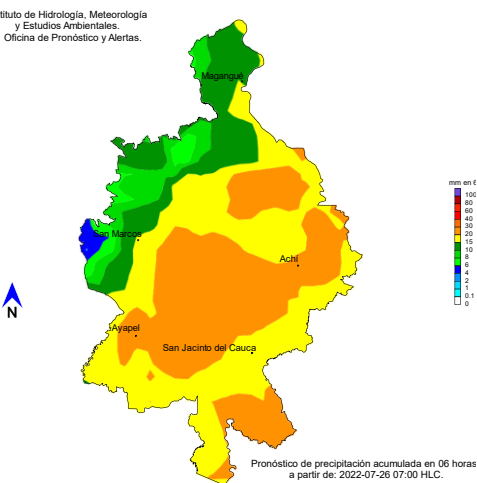 tituto de Hidrología, Meteorología
y Estudios Ambientales.
Oficina de Pronóstico y Alertas.
Magangué
San Marcos
Achí
Ayapel
San Jacinto del Cauca
N
mm en 6
100
80
60
40
30
20
15
10
8
6
4
2
1
0.1
0
Pronóstico de precipitación acumulada en 06 horas
a partir de: 2022-07-26 07:00 HLC.